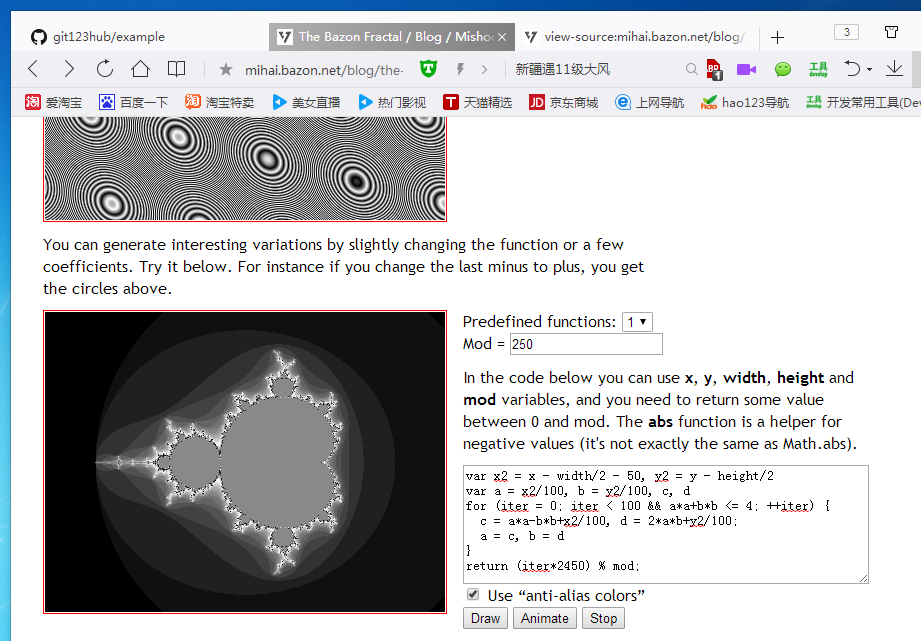 git123hub/example
The Bazon Fractal / Blog / Misho
view-source:mihai.bazon.net/blog/
3
mihai.bazon.net/blog/the-
新疆遇11级大风
爱淘宝
百度一下
淘宝特卖
美女直播
热门影视
天猫精选
京东商城
上网导航
hao123导航
开发常用工具(Dev
You can generate interesting variations by slightly changing the function or a few
coefficients. Try it below. For instance if you change the last minus to plus, you get
the circles above.
Predefined functions: 1
Mod = 250
In the code below you can use x, y, width, height and
mod variables, and you need to return some value
between 0 and mod. The abs function is a helper for
negative values (it's not exactly the same as Math.abs).
var x2 = x - width/2 - 50, y2 = y - height/2
var a = x2/100, b = y2/100, c, d
for (iter = 0; iter < 100 && a*a+b*b <= 4; ++iter) {
c = a*a-b*b+x2/100, d = 2*a*b+y2/100;
a = c, b = d
}
return (iter*2450) % mod;
Use “anti-alias colors”
Draw Animate Stop